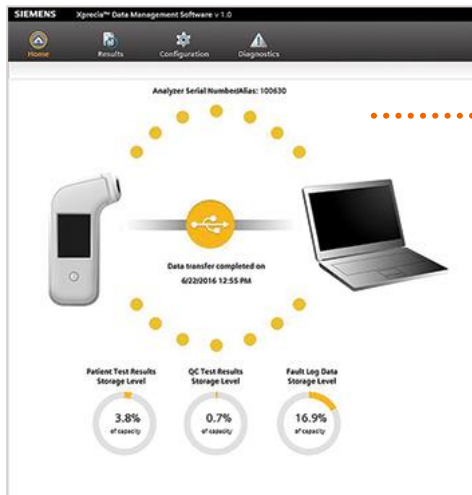 SIEMENS Xprecia™ Data Management Software v 1.0
Home Results Configuration Diagnostics
Analyzer Serial Number/Alias: 100630
Data transfer completed on
6/22/2016 12:55 PM
Patient Test Results
Storage Level
QC Test Results
Storage Level
Fault Log Data
Storage Level
3.8%
of capacity
0.7%
of capacity
16.9%
of capacity